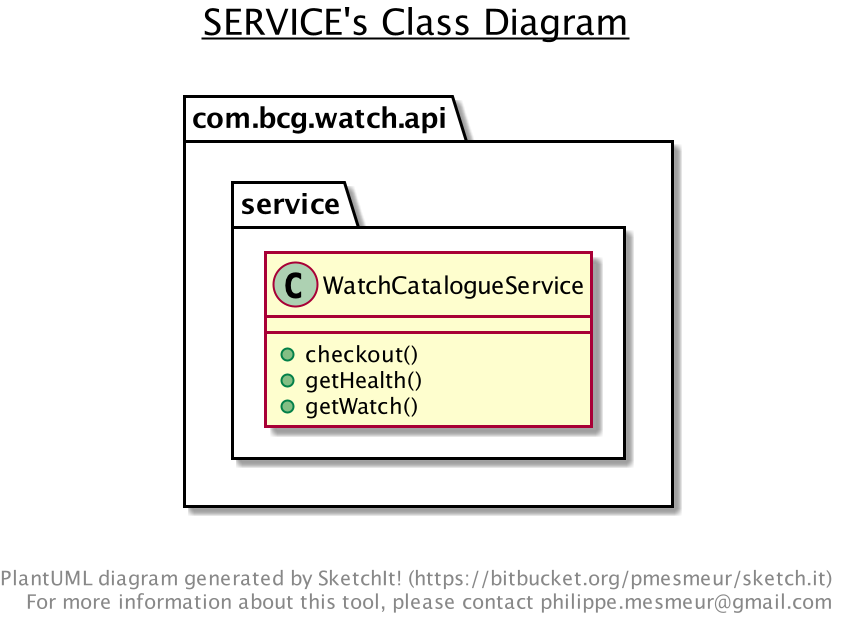 SERVICE's Class Diagram
com.bcg.watch.api
service
C WatchCatalogueService
checkout()
getHealth()
getWatch()
PlantUML diagram generated by SketchIt! (https://bitbucket.org/pmesmeur/sketch.it)
For more information about this tool, please contact philippe.mesmeur@gmail.com